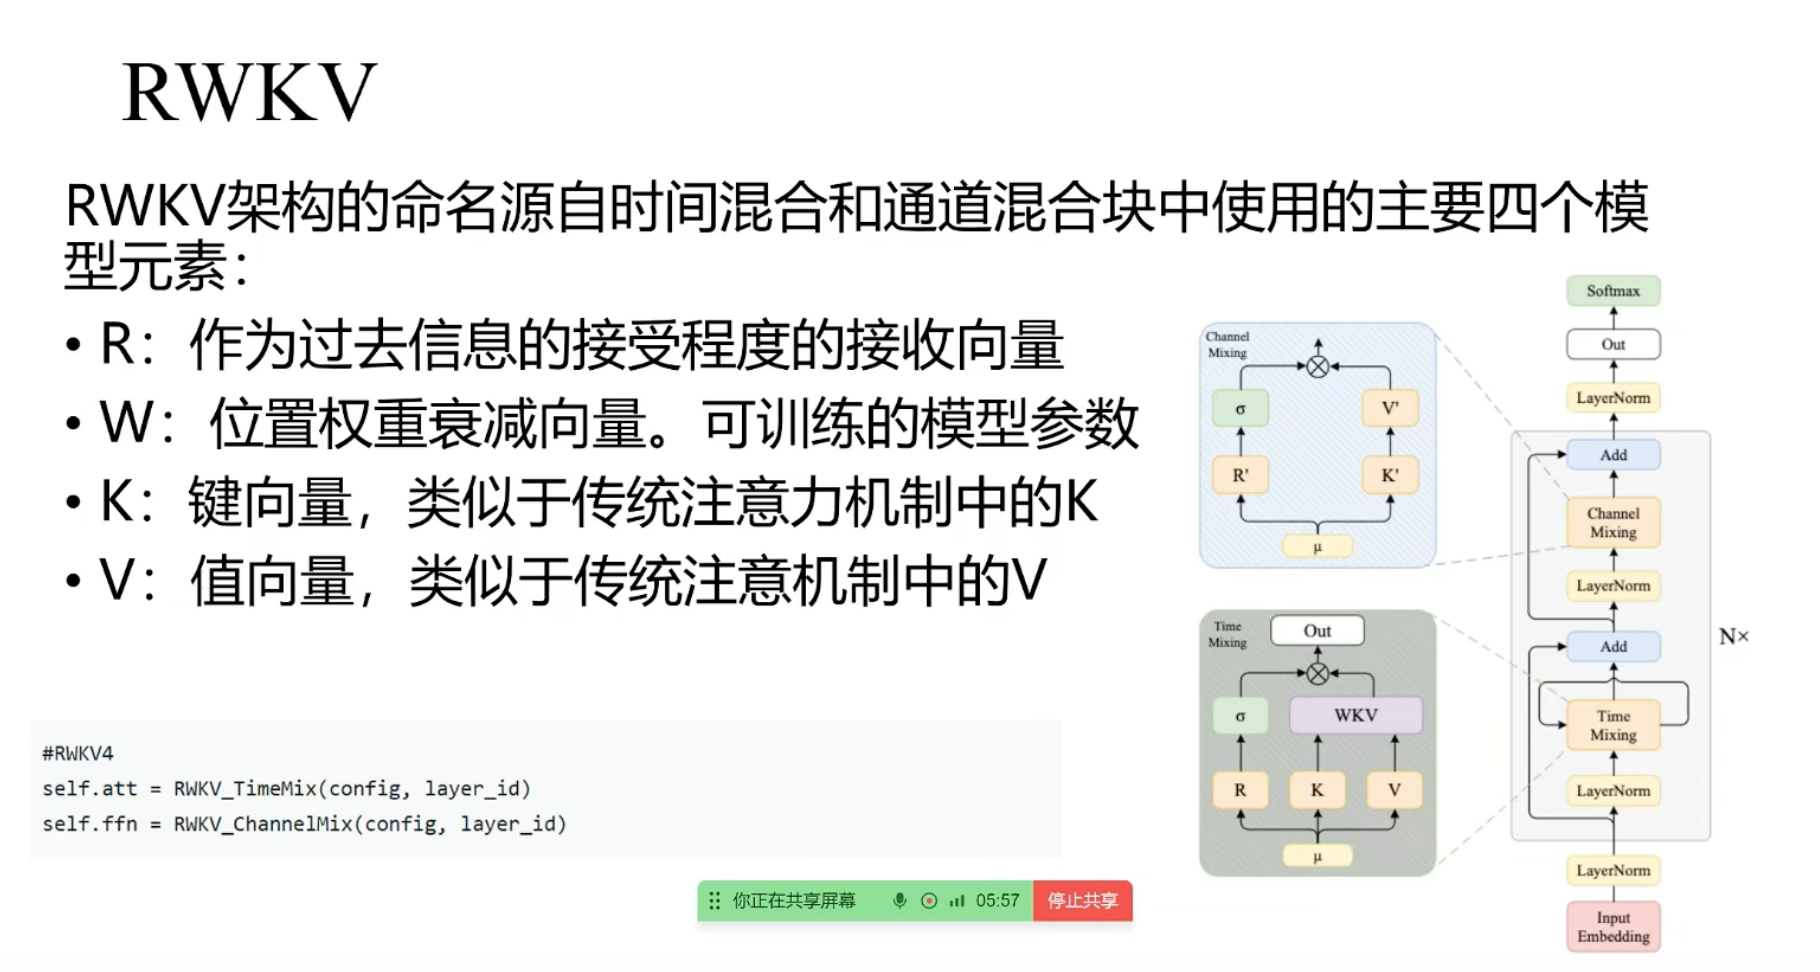 RWKV
RWKV架构的命名源自时间混合和通道混合块中使用的主要四个模
型元素：
• R：作为过去信息的接受程度的接收向量
• W：位置权重衰减向量。可训练的模型参数
• K：键向量，类似于传统注意力机制中的K
• V：值向量，类似于传统注意机制中的V
#RWKV4
self.att = RWKV_TimeMix(config, layer_id)
self.ffn = RWKV_ChannelMix(config, layer_id)
Channel
Mixing
σ
V'
R'
K'
μ
Time
Mixing
Out
σ
WKV
R
K
V
μ
Softmax
Out
LayerNorm
Add
Channel
Mixing
LayerNorm
Add
N×
Time
Mixing
LayerNorm
LayerNorm
Input
Embedding
你正在共享屏幕
05:57
停止共享